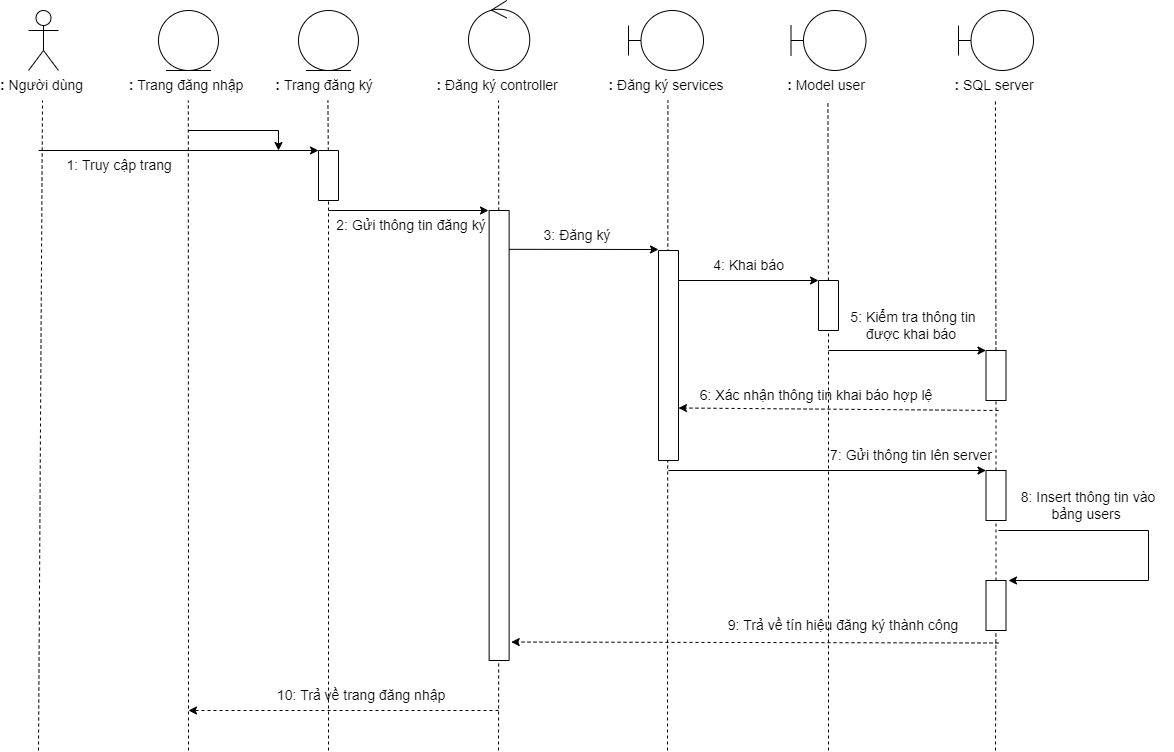 : Người dùng
: Trang đăng nhập
: Trang đăng ký
: Đăng ký controller
: Đăng ký services
: Model user
: SQL server
1: Truy cập trang
2: Gửi thông tin đăng ký
3: Đăng ký
4: Khai báo
5: Kiểm tra thông tin
được khai báo
6: Xác nhận thông tin khai báo hợp lệ
7: Gửi thông tin lên server
8: Insert thông tin vào
bảng users
9: Trả về tín hiệu đăng ký thành công
10: Trả về trang đăng nhập